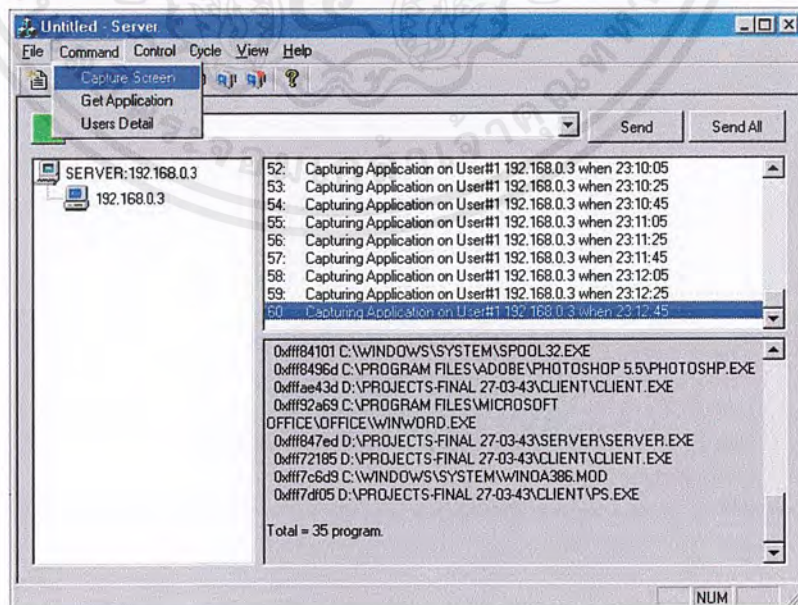 Untitled - Server
File Command Control Cycle View Help
Capture Screen
Get Application
Users Detail
Send
Send All
SERVER:192.168.0.3
192.168.0.3
52: Capturing Application on User#1 192.168.0.3 when 23:10:05
53: Capturing Application on User#1 192.168.0.3 when 23:10:25
54: Capturing Application on User#1 192.168.0.3 when 23:10:45
55: Capturing Application on User#1 192.168.0.3 when 23:11:05
56: Capturing Application on User#1 192.168.0.3 when 23:11:25
57: Capturing Application on User#1 192.168.0.3 when 23:11:45
58: Capturing Application on User#1 192.168.0.3 when 23:12:05
59: Capturing Application on User#1 192.168.0.3 when 23:12:25
60: Capturing Application on User#1 192.168.0.3 when 23:12:45
0xfff84101 C:\WINDOWS\SYSTEM\SPOOL32.EXE
0xfff8496d C:\PROGRAM FILES\ADOBE\PHOTOSHOP 5.5\PHOTOSHP.EXE
0xfffae43d D:\PROJECTS-FINAL 27-03-43\CLIENT\CLIENT.EXE
0xfff92a69 C:\PROGRAM FILES\MICROSOFT
OFFICE\OFFICE\WINWORD.EXE
0xfff847ed D:\PROJECTS-FINAL 27-03-43\SERVER\SERVER.EXE
0xfff72185 D:\PROJECTS-FINAL 27-03-43\CLIENT\CLIENT.EXE
0xfff7c6d9 C:\WINDOWS\SYSTEM\WINOA386.MOD
0xfff7df05 D:\PROJECTS-FINAL 27-03-43\CLIENT\PS.EXE
Total = 35 program.
NUM